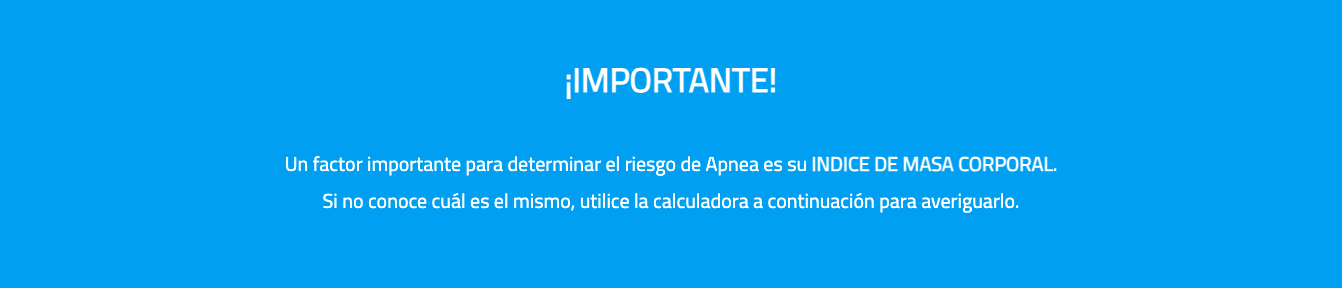 ¡IMPORTANTE!
Un factor importante para determinar el riesgo de Apnea es su INDICE DE MASA CORPORAL.
Si no conoce cuál es el mismo, utilice la calculadora a continuación para averiguarlo.